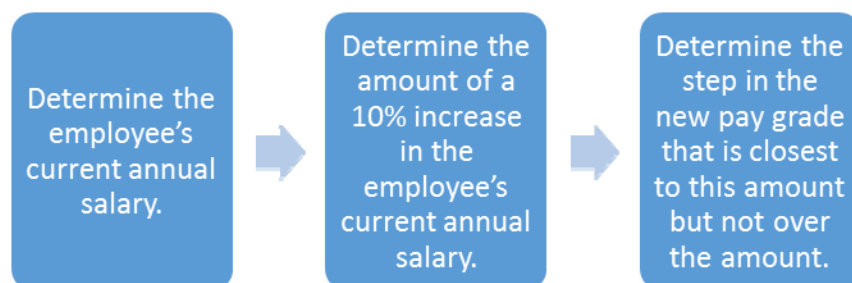 Determine the
employee’s
current annual
salary.
Determine the
amount of a
10% increase
in the
employee’s
current annual
salary.
Determine the
step in the
new pay grade
that is closest
to this amount
but not over
the amount.